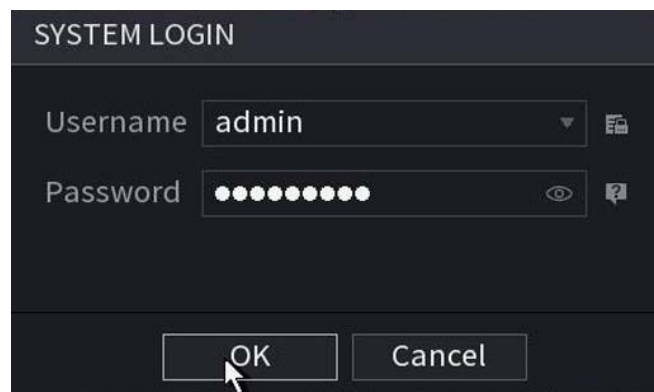 SYSTEM LOGIN
Username admin
Password ●●●●●●●●●
OK Cancel